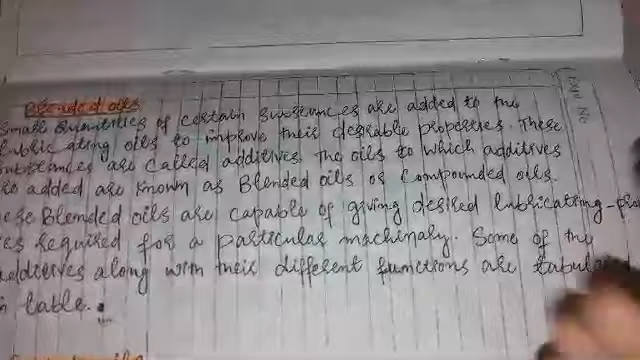 Blended oils
Small quantities of certain substances are added to the
lubricating oils to improve their desirable properties. These
substances are called additives. The oils to which additives
so added are known as Blended oils or Compounded oils.
These Blended oils are capable of giving desired lubricating-
required for a particular machinary. Some of the
additives along with their different functions are
table.